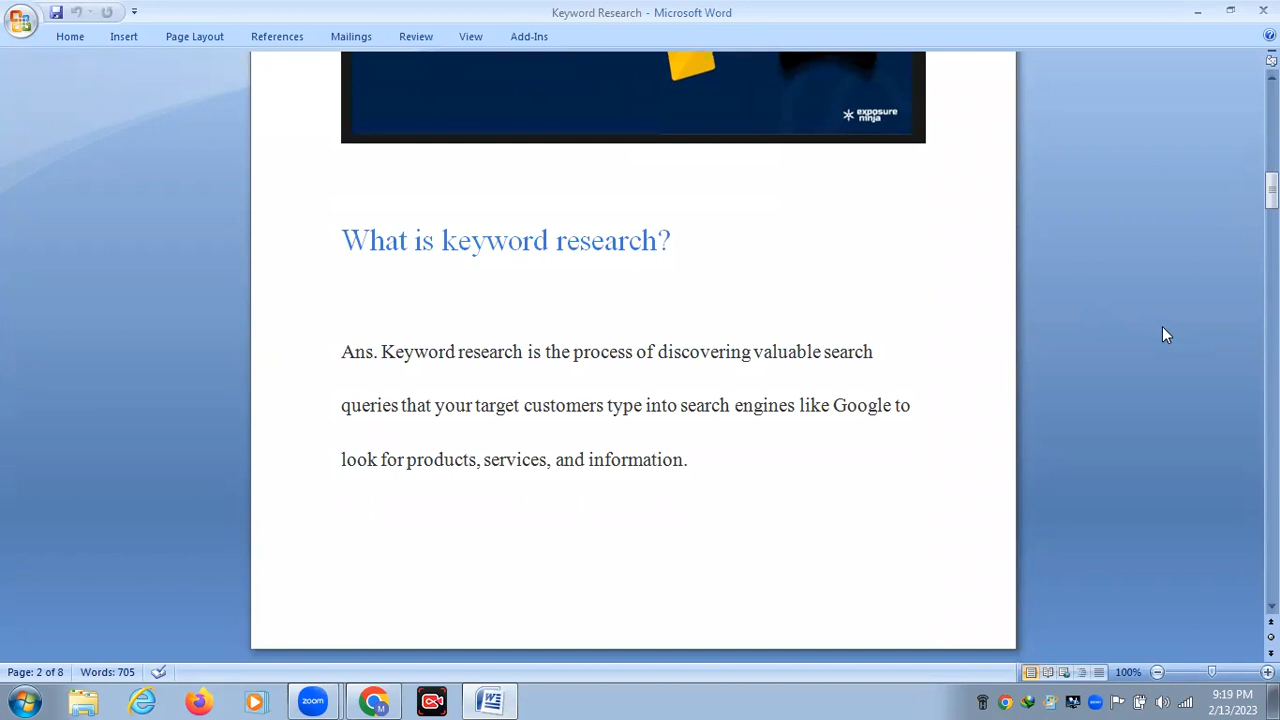 Keyword Research - Microsoft Word
Home Insert Page Layout References Mailings Review View Add-Ins
exposure
ninja
What is keyword research?
Ans. Keyword research is the process of discovering valuable search
queries that your target customers type into search engines like Google to
look for products, services, and information.
Page: 2 of 8 Words: 705 100%
zoom M
9:19 PM
2/13/2023